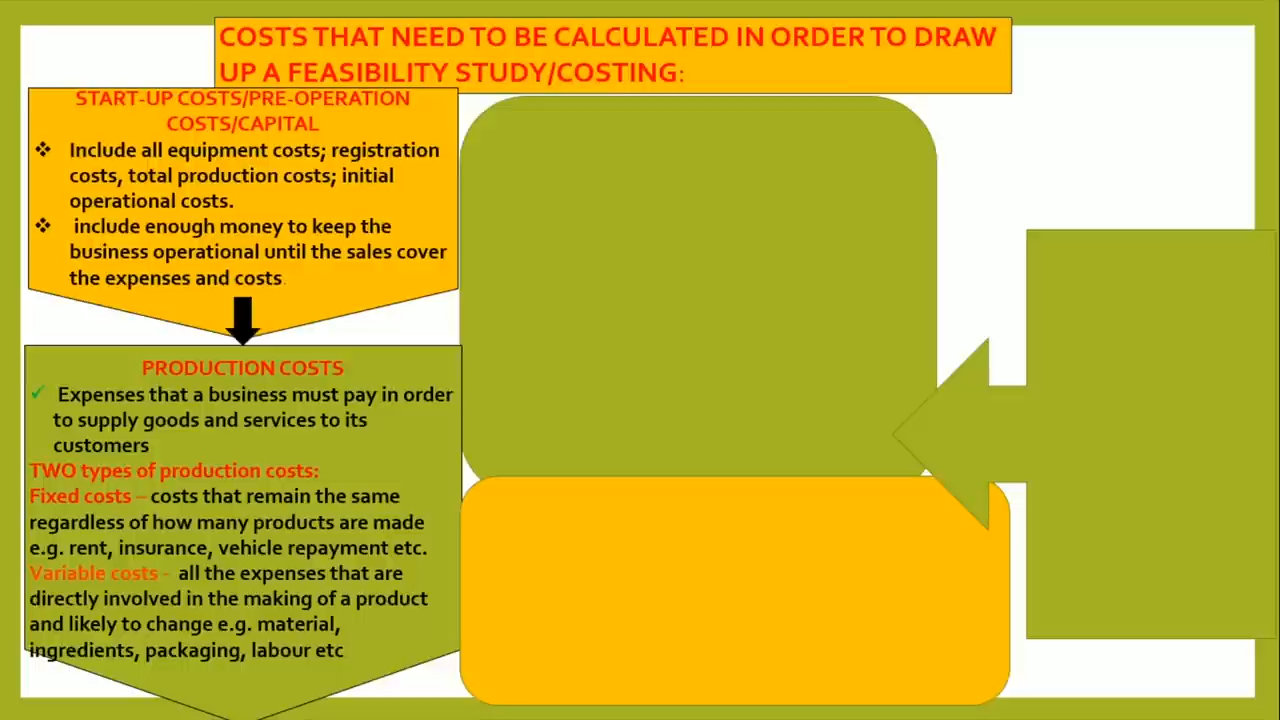 COSTS THAT NEED TO BE CALCULATED IN ORDER TO DRAW
UP A FEASIBILITY STUDY/COSTING:
START-UP COSTS/PRE-OPERATION
COSTS/CAPITAL
❖ Include all equipment costs; registration
costs, total production costs; initial
operational costs.
❖ include enough money to keep the
business operational until the sales cover
the expenses and costs.
PRODUCTION COSTS
✓ Expenses that a business must pay in order
to supply goods and services to its
customers
TWO types of production costs:
Fixed costs – costs that remain the same
regardless of how many products are made
e.g. rent, insurance, vehicle repayment etc.
Variable costs - all the expenses that are
directly involved in the making of a product
and likely to change e.g. material,
ingredients, packaging, labour etc